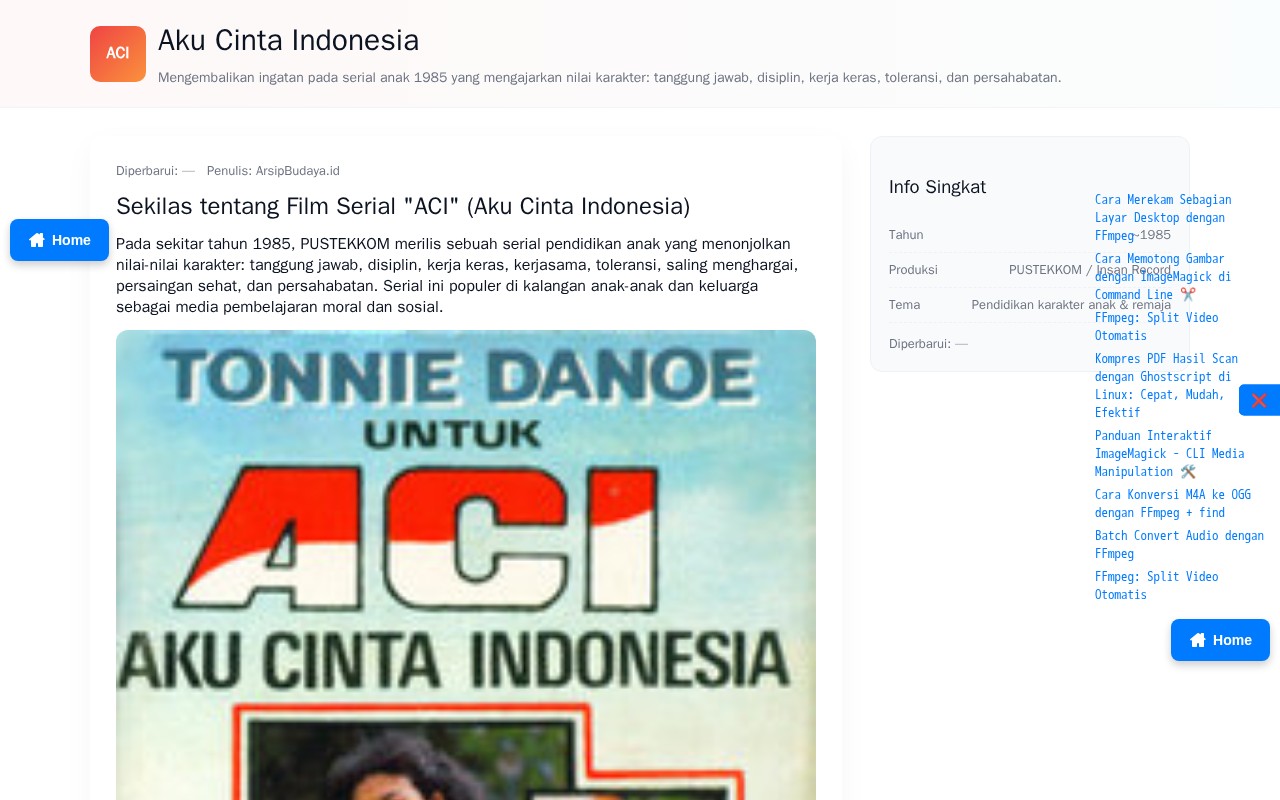 ACI
Aku Cinta Indonesia
Mengembalikan ingatan pada serial anak 1985 yang mengajarkan nilai karakter: tanggung jawab, disiplin, kerja keras, toleransi, dan persahabatan.
Diperbarui: — Penulis: ArsipBudaya.id
Sekilas tentang Film Serial "ACI" (Aku Cinta Indonesia)
Home
Pada sekitar tahun 1985, PUSTEKKOM merilis sebuah serial pendidikan anak yang menonjolkan
nilai-nilai karakter: tanggung jawab, disiplin, kerja keras, kerjasama, toleransi, saling menghargai,
persaingan sehat, dan persahabatan. Serial ini populer di kalangan anak-anak dan keluarga
sebagai media pembelajaran moral dan sosial.
TONNIE DANOE
UNTUK
ACI
AKU CINTA INDONESIA
Info Singkat
Tahun ~1985
Produksi PUSTEKKOM / Insan Record
Tema Pendidikan karakter anak & remaja
Diperbarui: —
Cara Merekam Sebagian
Layar Desktop dengan
FFmpeg
Cara Memotong Gambar
dengan ImageMagick di
Command Line ✂️
FFmpeg: Split Video
Otomatis
Kompres PDF Hasil Scan
dengan Ghostscript di
Linux: Cepat, Mudah,
Efektif
❌
Panduan Interaktif
ImageMagick - CLI Media
Manipulation 🛠️
Cara Konversi M4A ke OGG
dengan FFmpeg + find
Batch Convert Audio dengan
FFmpeg
FFmpeg: Split Video
Otomatis
Home